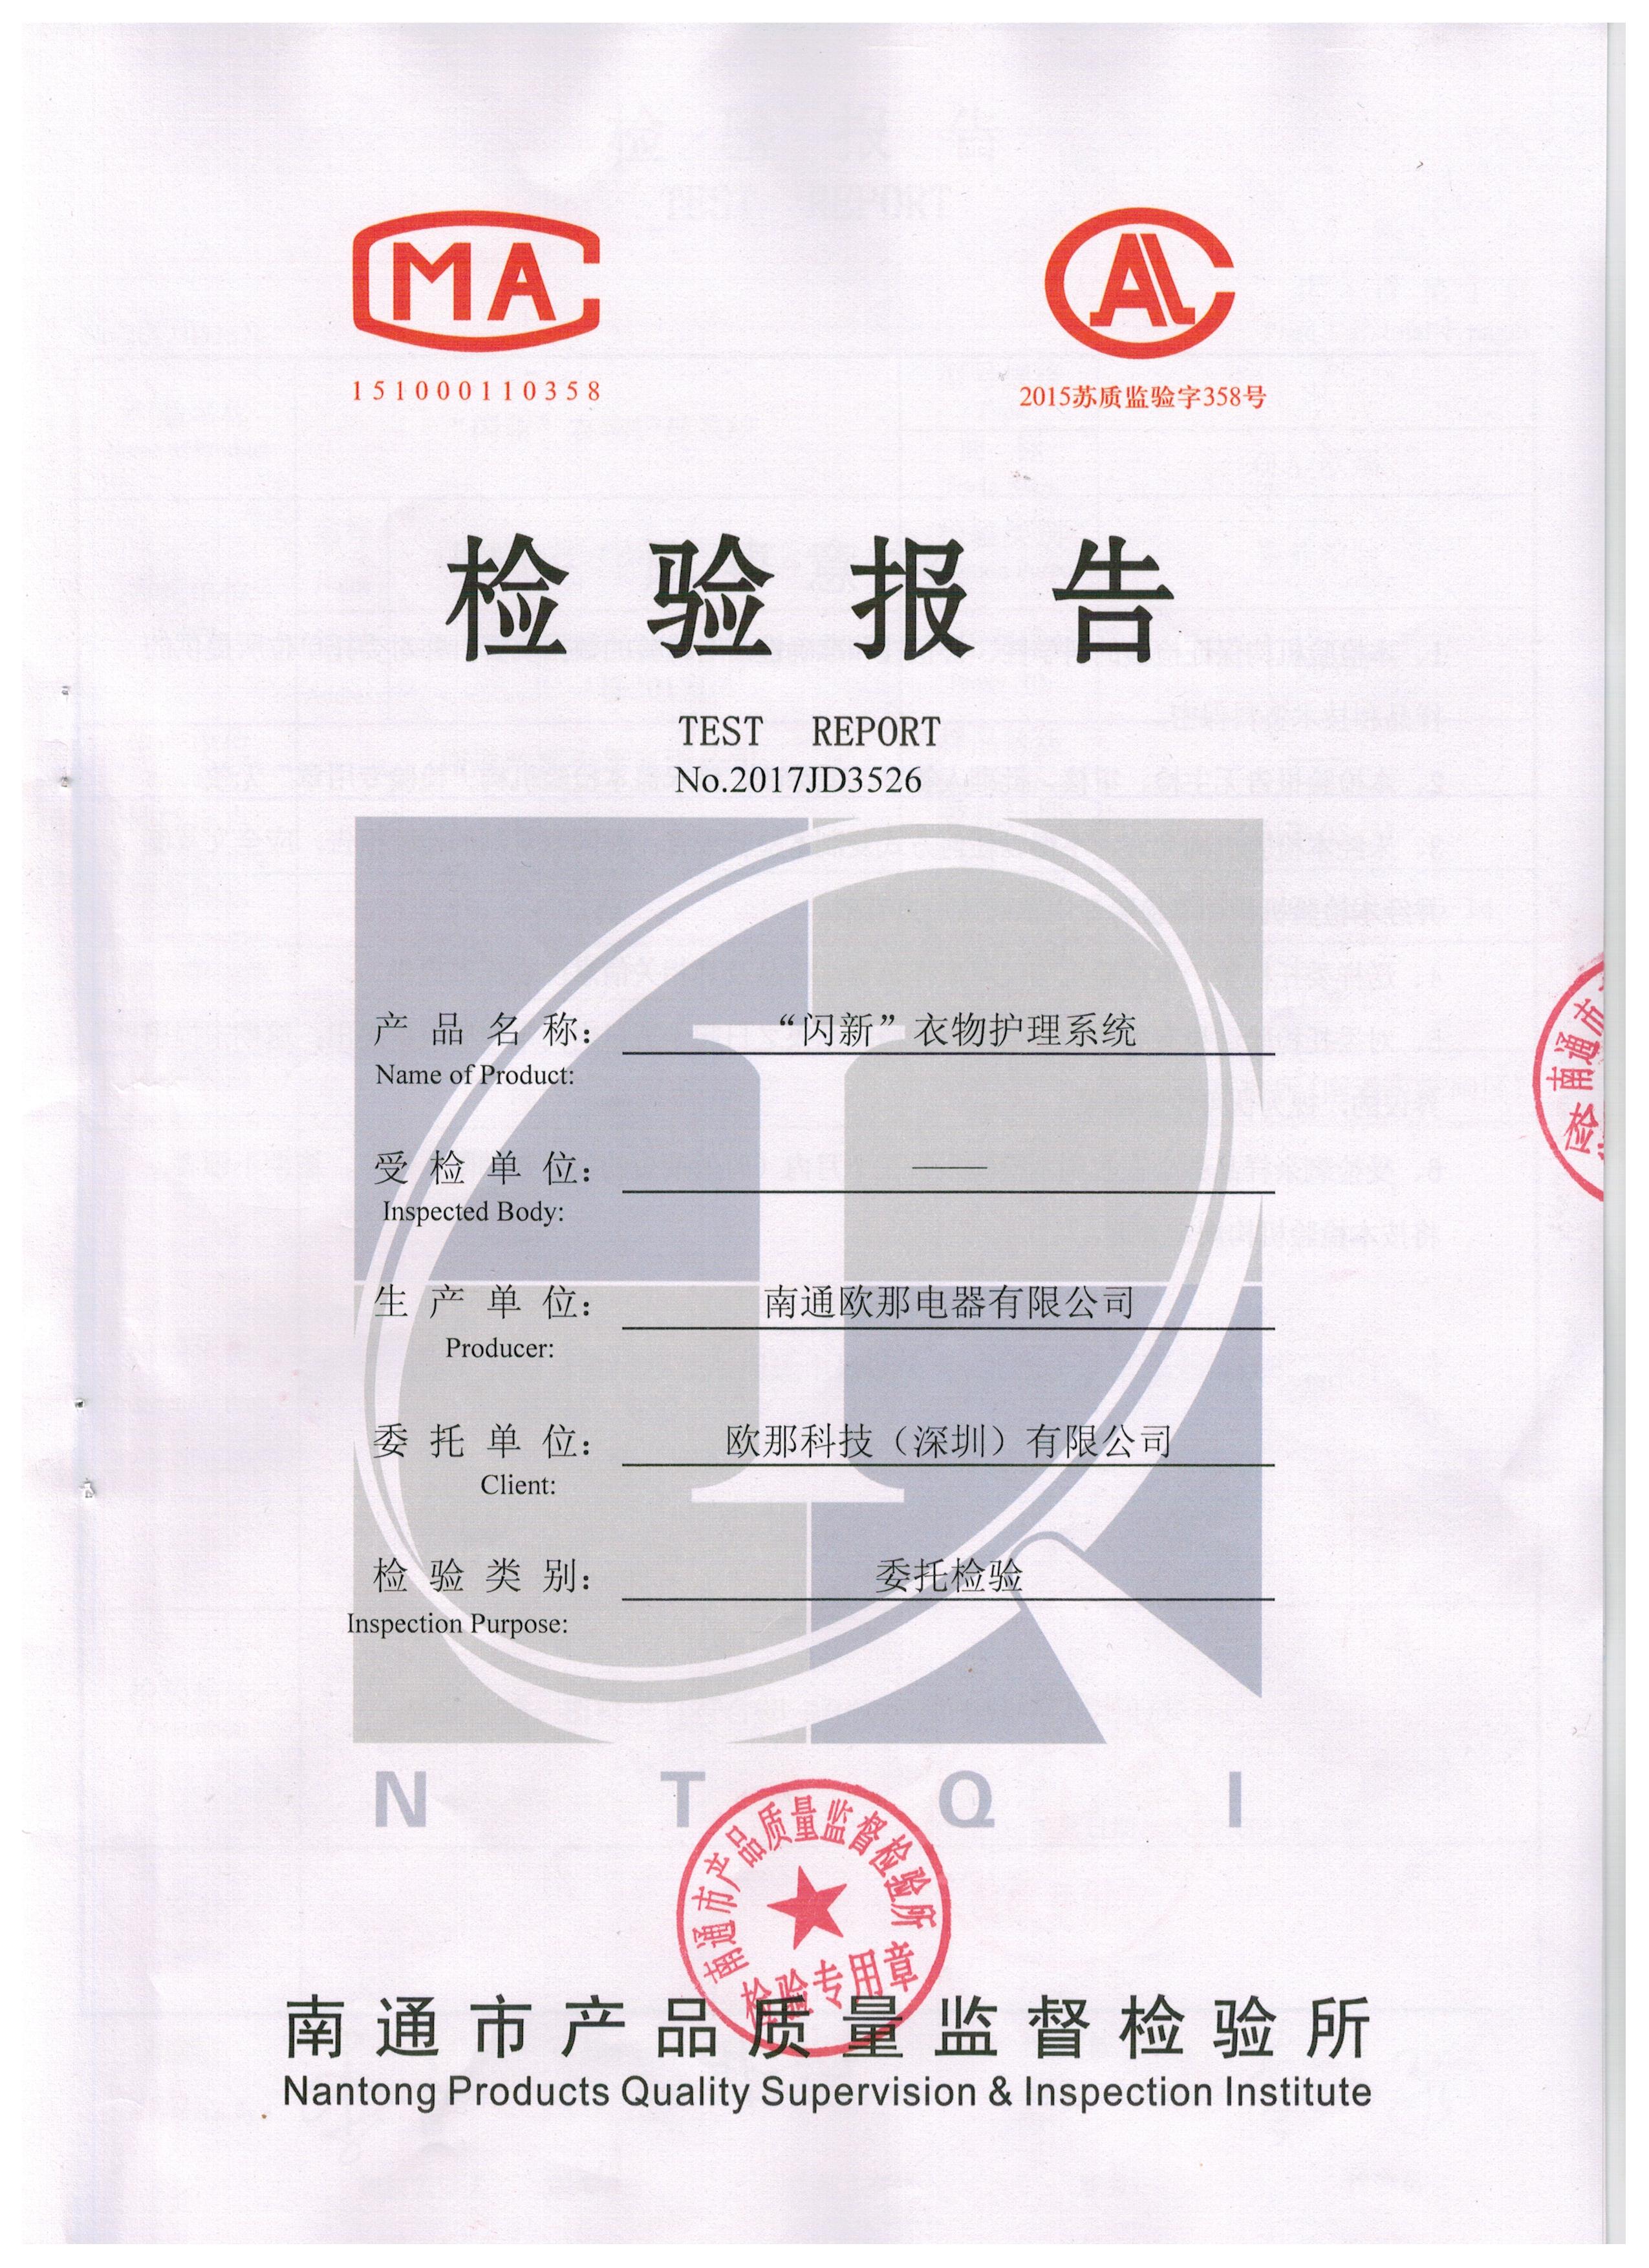 MA
CAL
151000110358
2015苏质监验字358号
检验报告
TEST REPORT
No.2017JD3526
产品名称： “闪新”衣物护理系统
Name of Product:
受检单位： ——
Inspected Body:
生产单位： 南通欧那电器有限公司
Producer:
委托单位： 欧那科技（深圳）有限公司
Client:
检验类别： 委托检验
Inspection Purpose:
N T Q I
南通市产品质量监督检验所
检验专用章
南通市
检
南通市产品质量监督检验所
Nantong Products Quality Supervision & Inspection Institute